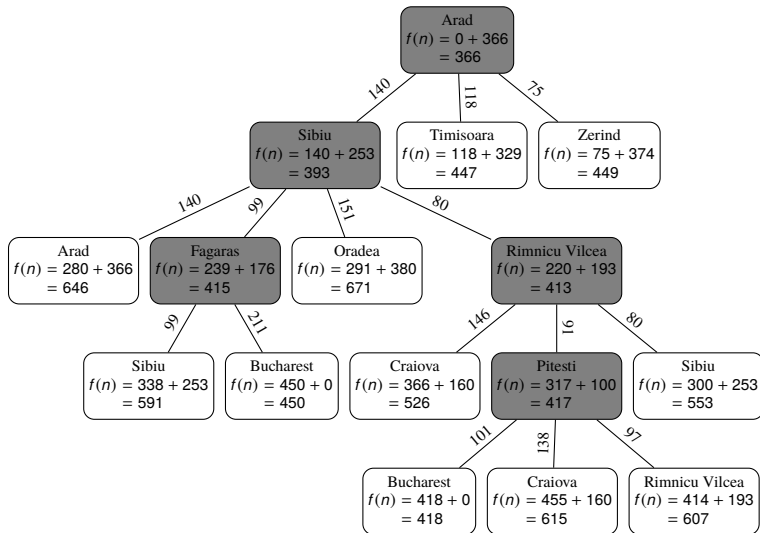 Arad
f(n) = 0 + 366
= 366
140
118
75
Sibiu
f(n) = 140 + 253
= 393
Timisoara
f(n) = 118 + 329
= 447
Zerind
f(n) = 75 + 374
= 449
140
99
151
80
Arad
f(n) = 280 + 366
= 646
Fagaras
f(n) = 239 + 176
= 415
Oradea
f(n) = 291 + 380
= 671
Rimnicu Vilcea
f(n) = 220 + 193
= 413
99
211
146
91
80
Sibiu
f(n) = 338 + 253
= 591
Bucharest
f(n) = 450 + 0
= 450
Craiova
f(n) = 366 + 160
= 526
Pitesti
f(n) = 317 + 100
= 417
Sibiu
f(n) = 300 + 253
= 553
101
138
97
Bucharest
f(n) = 418 + 0
= 418
Craiova
f(n) = 455 + 160
= 615
Rimnicu Vilcea
f(n) = 414 + 193
= 607